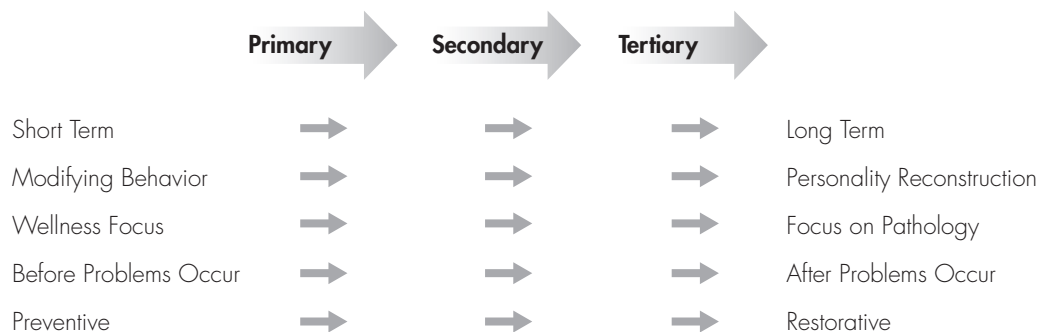 Primary Secondary Tertiary
Short Term Long Term
Modifying Behavior Personality Reconstruction
Wellness Focus Focus on Pathology
Before Problems Occur After Problems Occur
Preventive Restorative